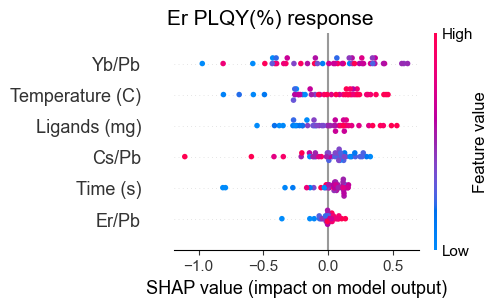 Er PLQY(%) response
High
Yb/Pb
Temperature (C)
Ligands (mg)
Cs/Pb
Time (s)
Er/Pb
Feature value
Low
−1.0 −0.5 0.0 0.5
SHAP value (impact on model output)